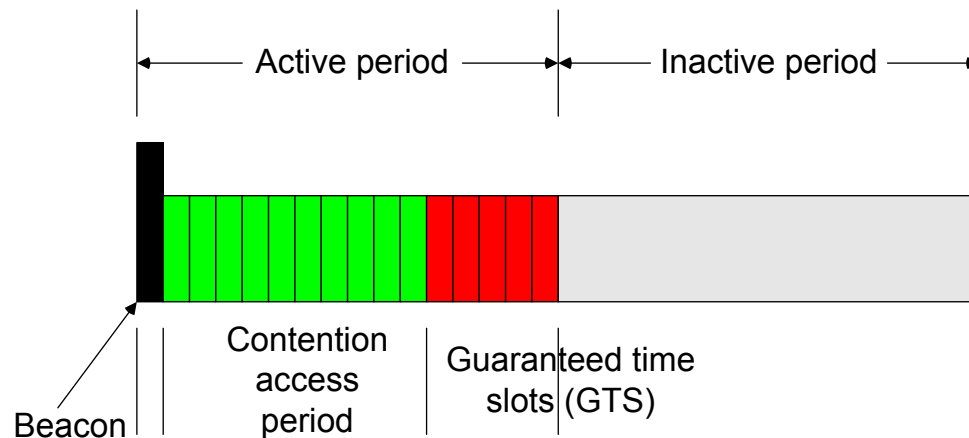 Active period
Inactive period
Contention
access
period
Guaranteed time
slots (GTS)
Beacon